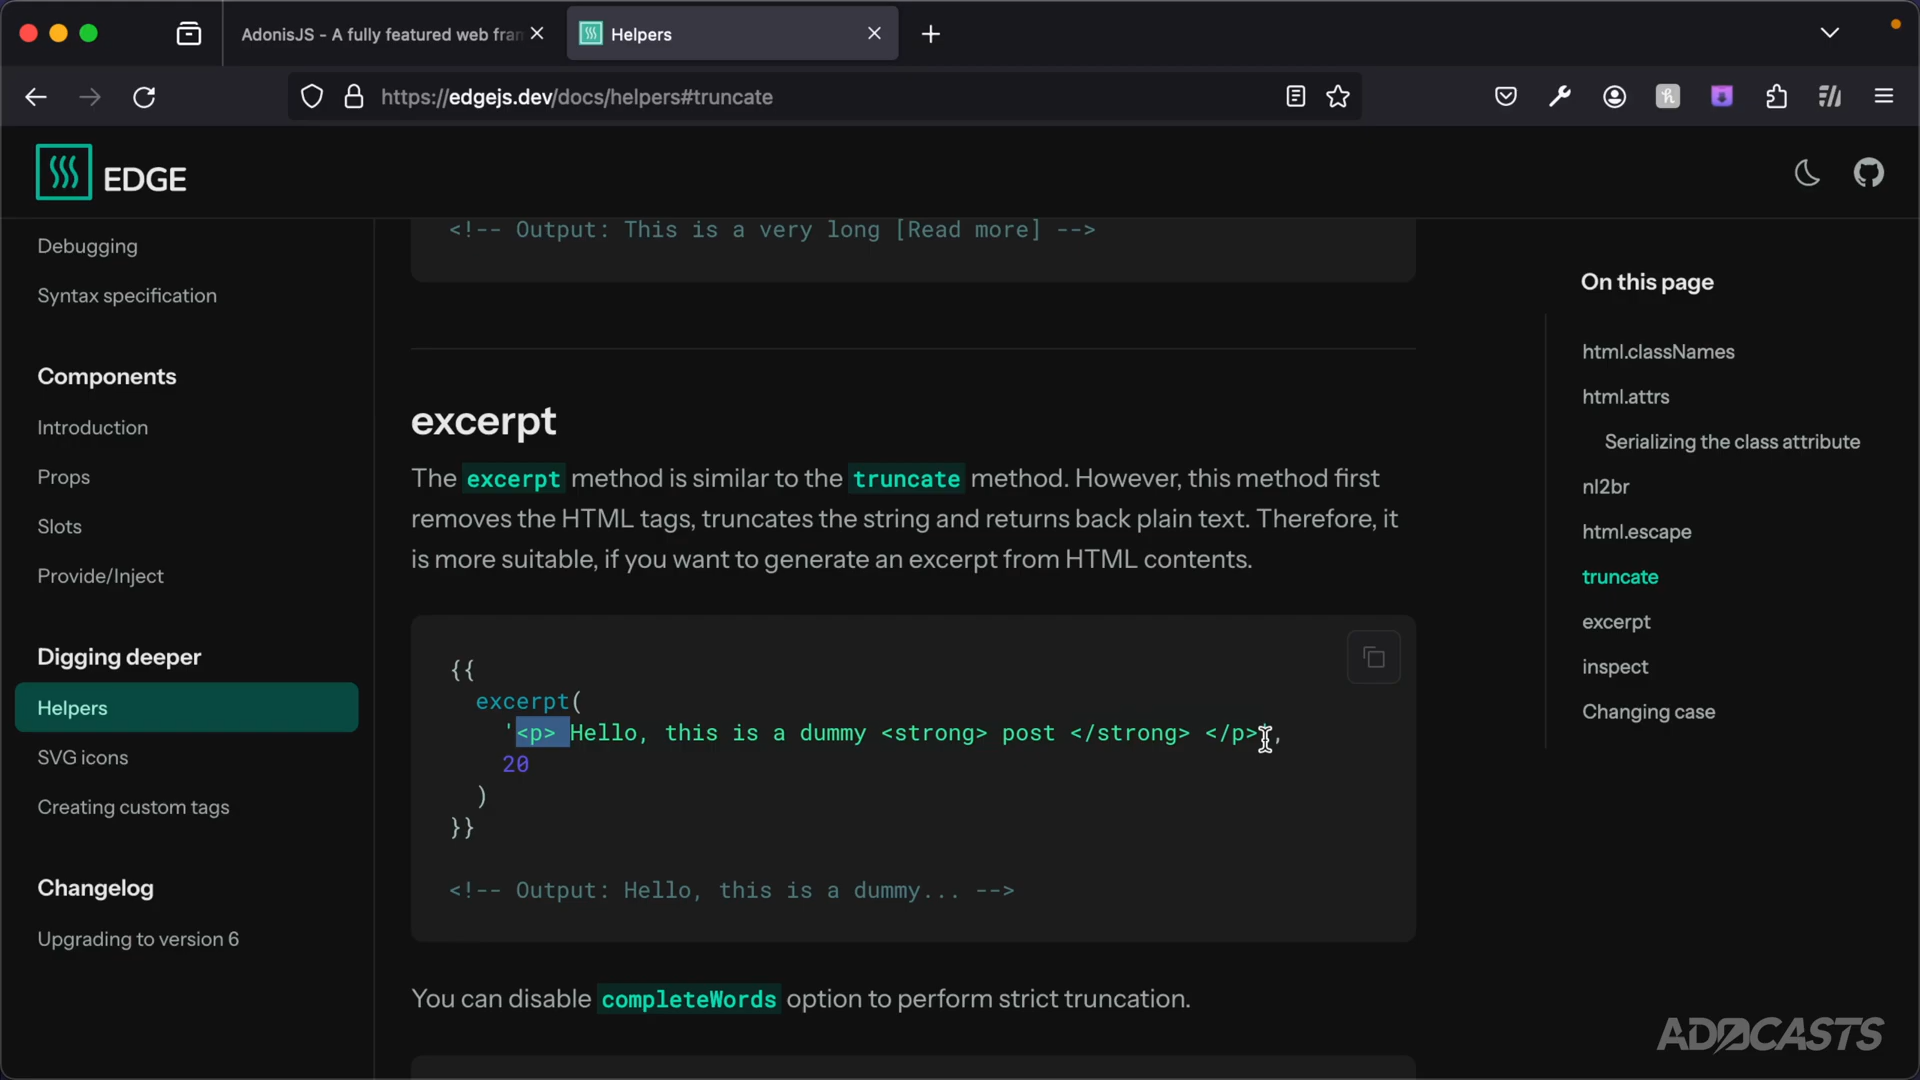 AdonisJS - A fully featured web fran
Helpers
https://edgejs.dev/docs/helpers#truncate
EDGE
Debugging
Syntax specification
Components
Introduction
Props
Slots
Provide/Inject
Digging deeper
Helpers
SVG icons
Creating custom tags
Changelog
Upgrading to version 6
<!-- Output: This is a very long [Read more] -->
excerpt
The excerpt method is similar to the truncate method. However, this method first
removes the HTML tags, truncates the string and returns back plain text. Therefore, it
is more suitable, if you want to generate an excerpt from HTML contents.
{{
excerpt(
'<p> Hello, this is a dummy <strong> post </strong> </p>',
20
)
}}
<!-- Output: Hello, this is a dummy... -->
You can disable completeWords option to perform strict truncation.
On this page
html.classNames
html.attrs
Serializing the class attribute
nl2br
html.escape
truncate
excerpt
inspect
Changing case
ADOCASTS